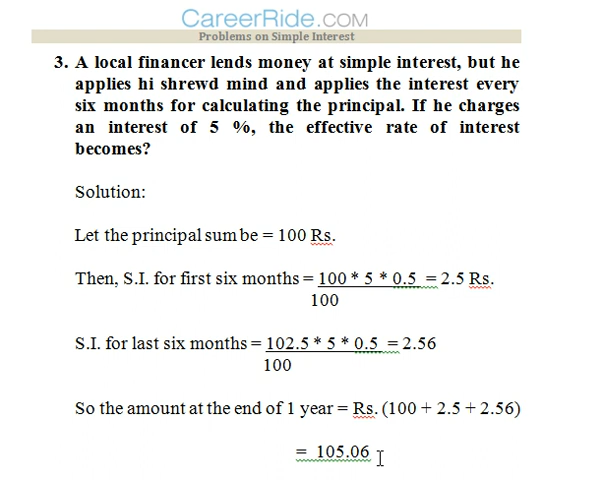 CareerRide.COM
Problems on Simple Interest
3. A local financer lends money at simple interest, but he
applies hi shrewd mind and applies the interest every
six months for calculating the principal. If he charges
an interest of 5 %, the effective rate of interest
becomes?
Solution:
Let the principal sum be = 100 Rs.
Then, S.I. for first six months = 100 * 5 * 0.5 = 2.5 Rs.
100
S.I. for last six months = 102.5 * 5 * 0.5 = 2.56
100
So the amount at the end of 1 year = Rs. (100 + 2.5 + 2.56)
= 105.06